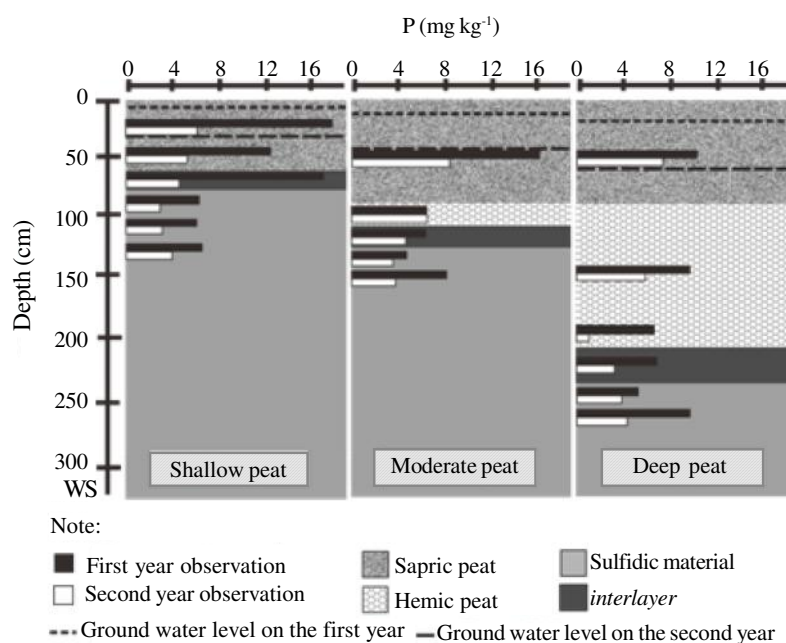 P (mg kg-1)
0 4 8 12 16 0 4 8 12 16 0 4 8 12 16
0
50
100
150
200
250
300
WS
Depth (cm)
Shallow peat Moderate peat Deep peat
Note:
First year observation Sapric peat Sulfidic material
Second year observation Hemic peat interlayer
Ground water level on the first year Ground water level on the second year